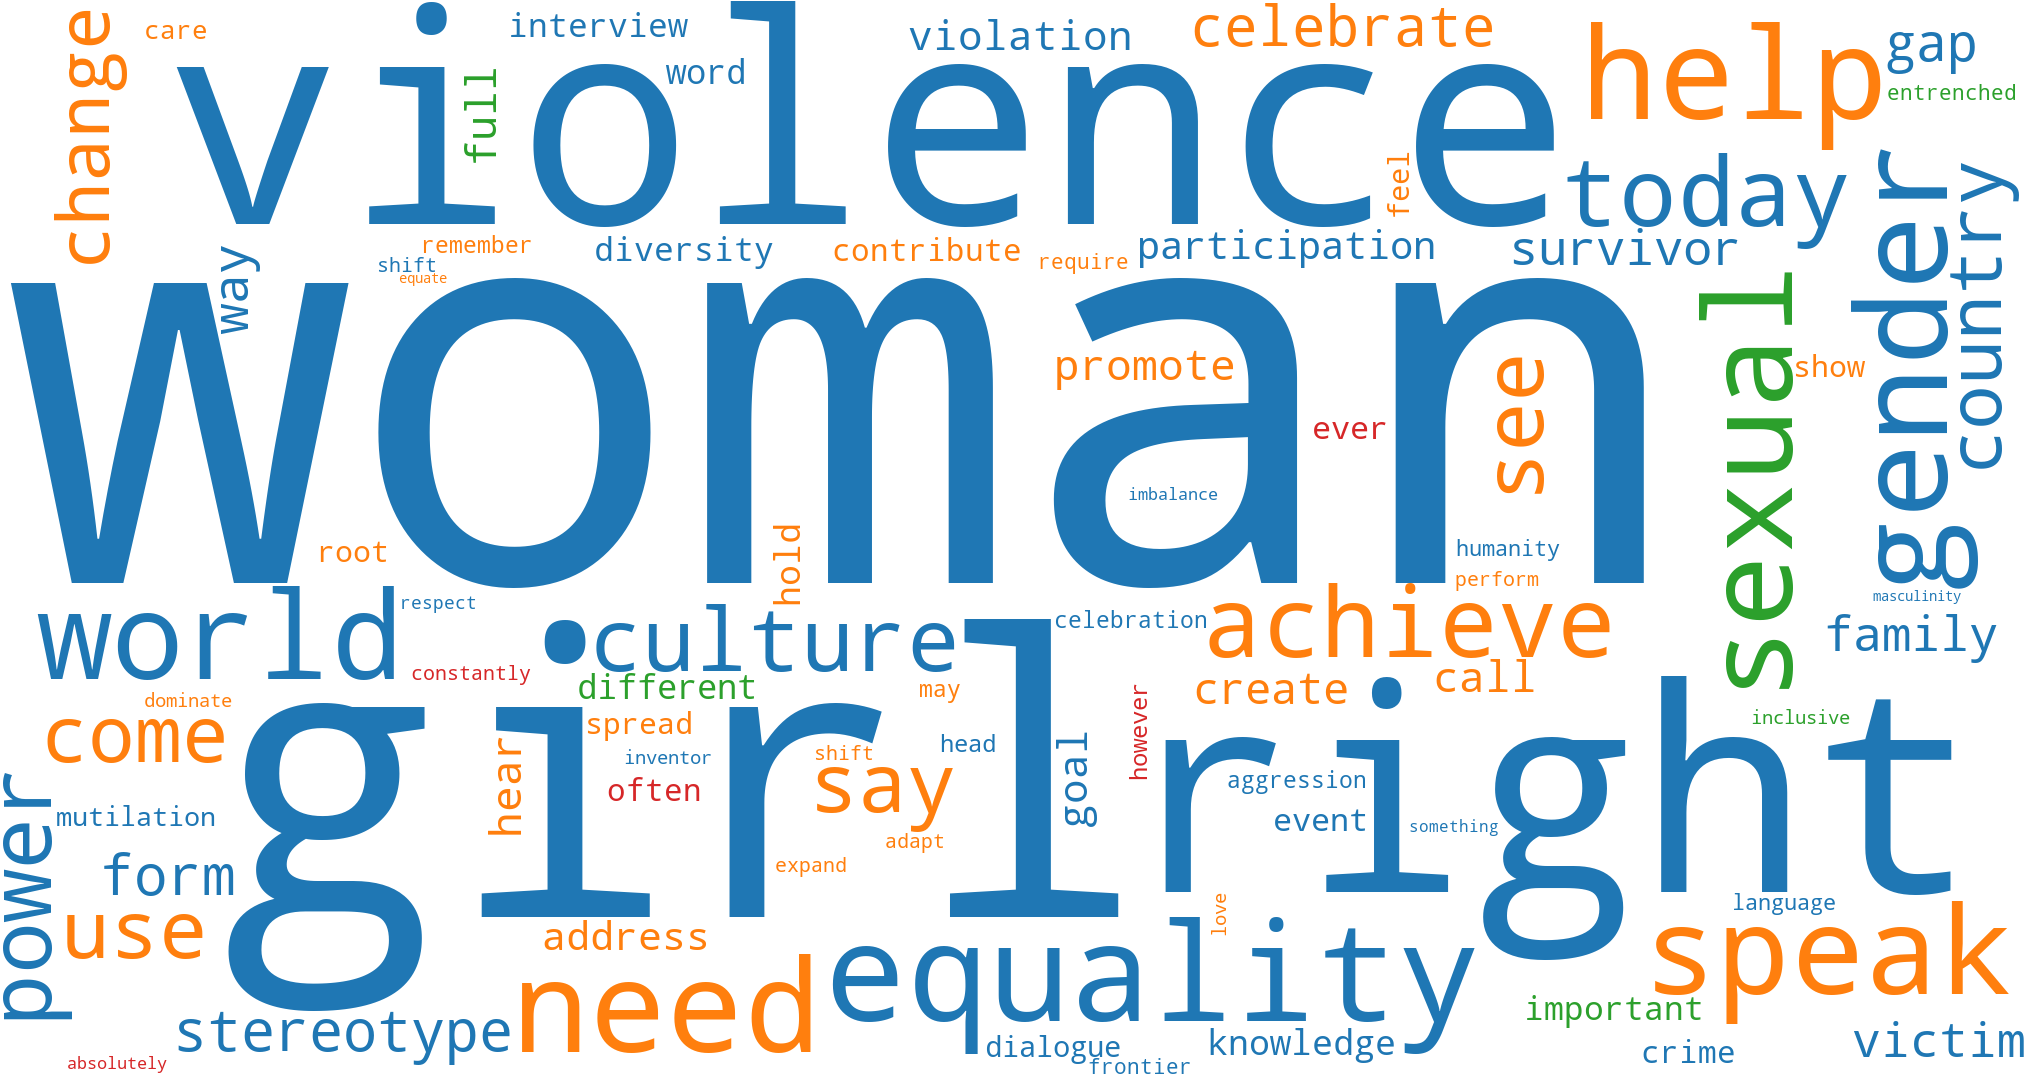 change
care
violence
interview
full
word
violation
celebrate
help
gap
entrenched
feel
today
gender
country
way
shift
equate
remember
diversity
contribute
require
participation
survivor
woman
promote
ever
see
sexual
show
imbalance
root
hold
humanity
perform
masculinity
world
respect
culture
celebration
achieve
family
constantly
different
may
create
call
inclusive
dominate
come
girl
spread
hear
inventor
often
shift
say
head
goal
however
right
aggression
event
something
power
mutilation
form
adapt
expand
use
love
language
address
need
equality
speak
stereotype
important
absolutely
dialogue
frontier
knowledge
crime
victim